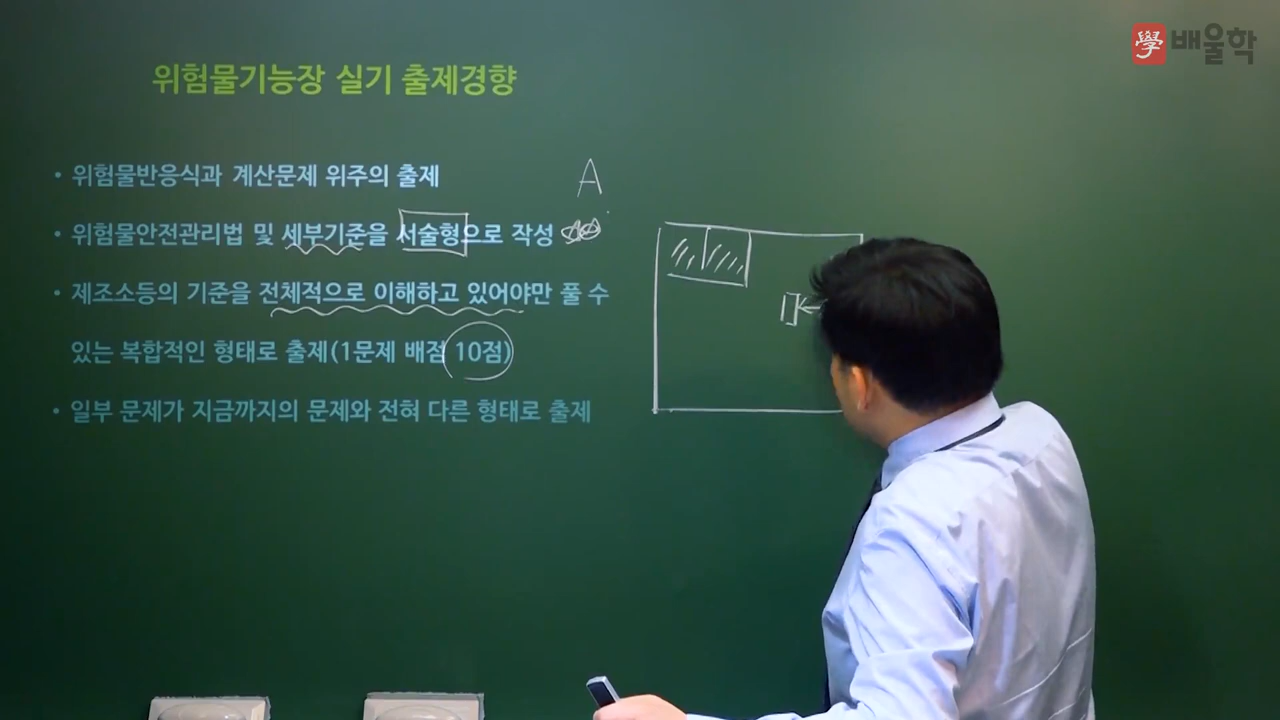 學 배울학
위험물기능장 실기 출제경향
• 위험물반응식과 계산문제 위주의 출제
A
• 위험물안전관리법 및 세부기준을 서술형으로 작성
• 제조소등의 기준을 전체적으로 이해하고 있어야만 풀 수
있는 복합적인 형태로 출제(1문제 배점 10점)
• 일부 문제가 지금까지의 문제와 전혀 다른 형태로 출제